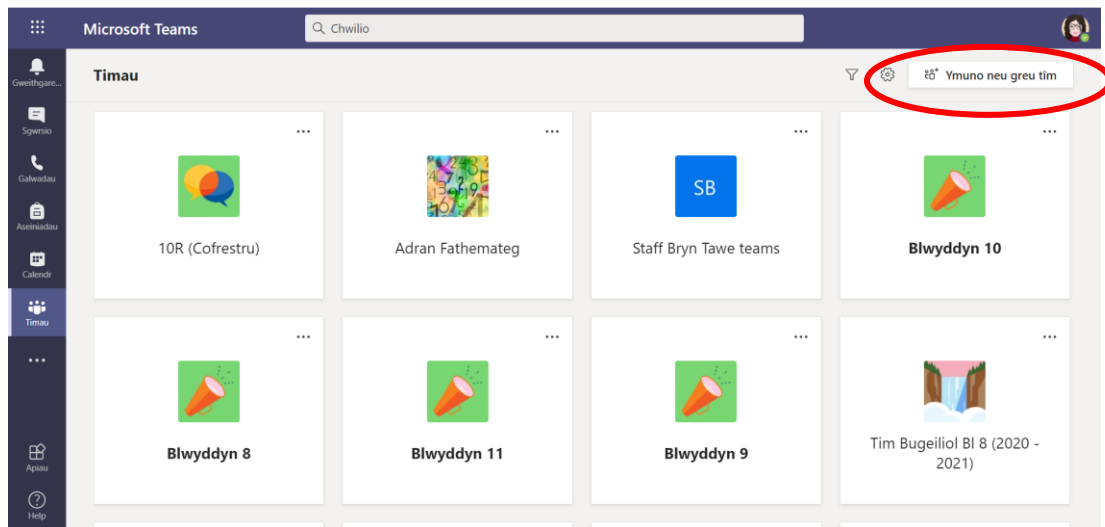 Microsoft Teams
Chwilio
Gweithgare...
Sgwrsio
Galwadau
Aseiniadau
Calendr
Timau
Apiau
Help
Timau
Ymuno neu greu tîm
10R (Cofrestru)
Adran Fathemateg
SB
Staff Bryn Tawe teams
Blwyddyn 10
Blwyddyn 8
Blwyddyn 11
Blwyddyn 9
Tim Bugeiliol Bl 8 (2020 -
2021)